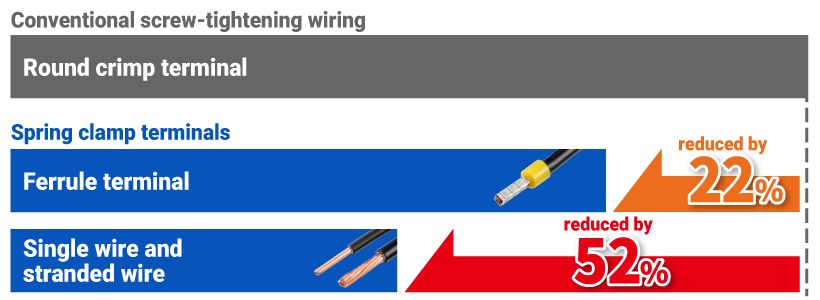 Conventional screw-tightening wiring
Round crimp terminal
Spring clamp terminals
Ferrule terminal
reduced by
22%
Single wire and
stranded wire
reduced by
52%